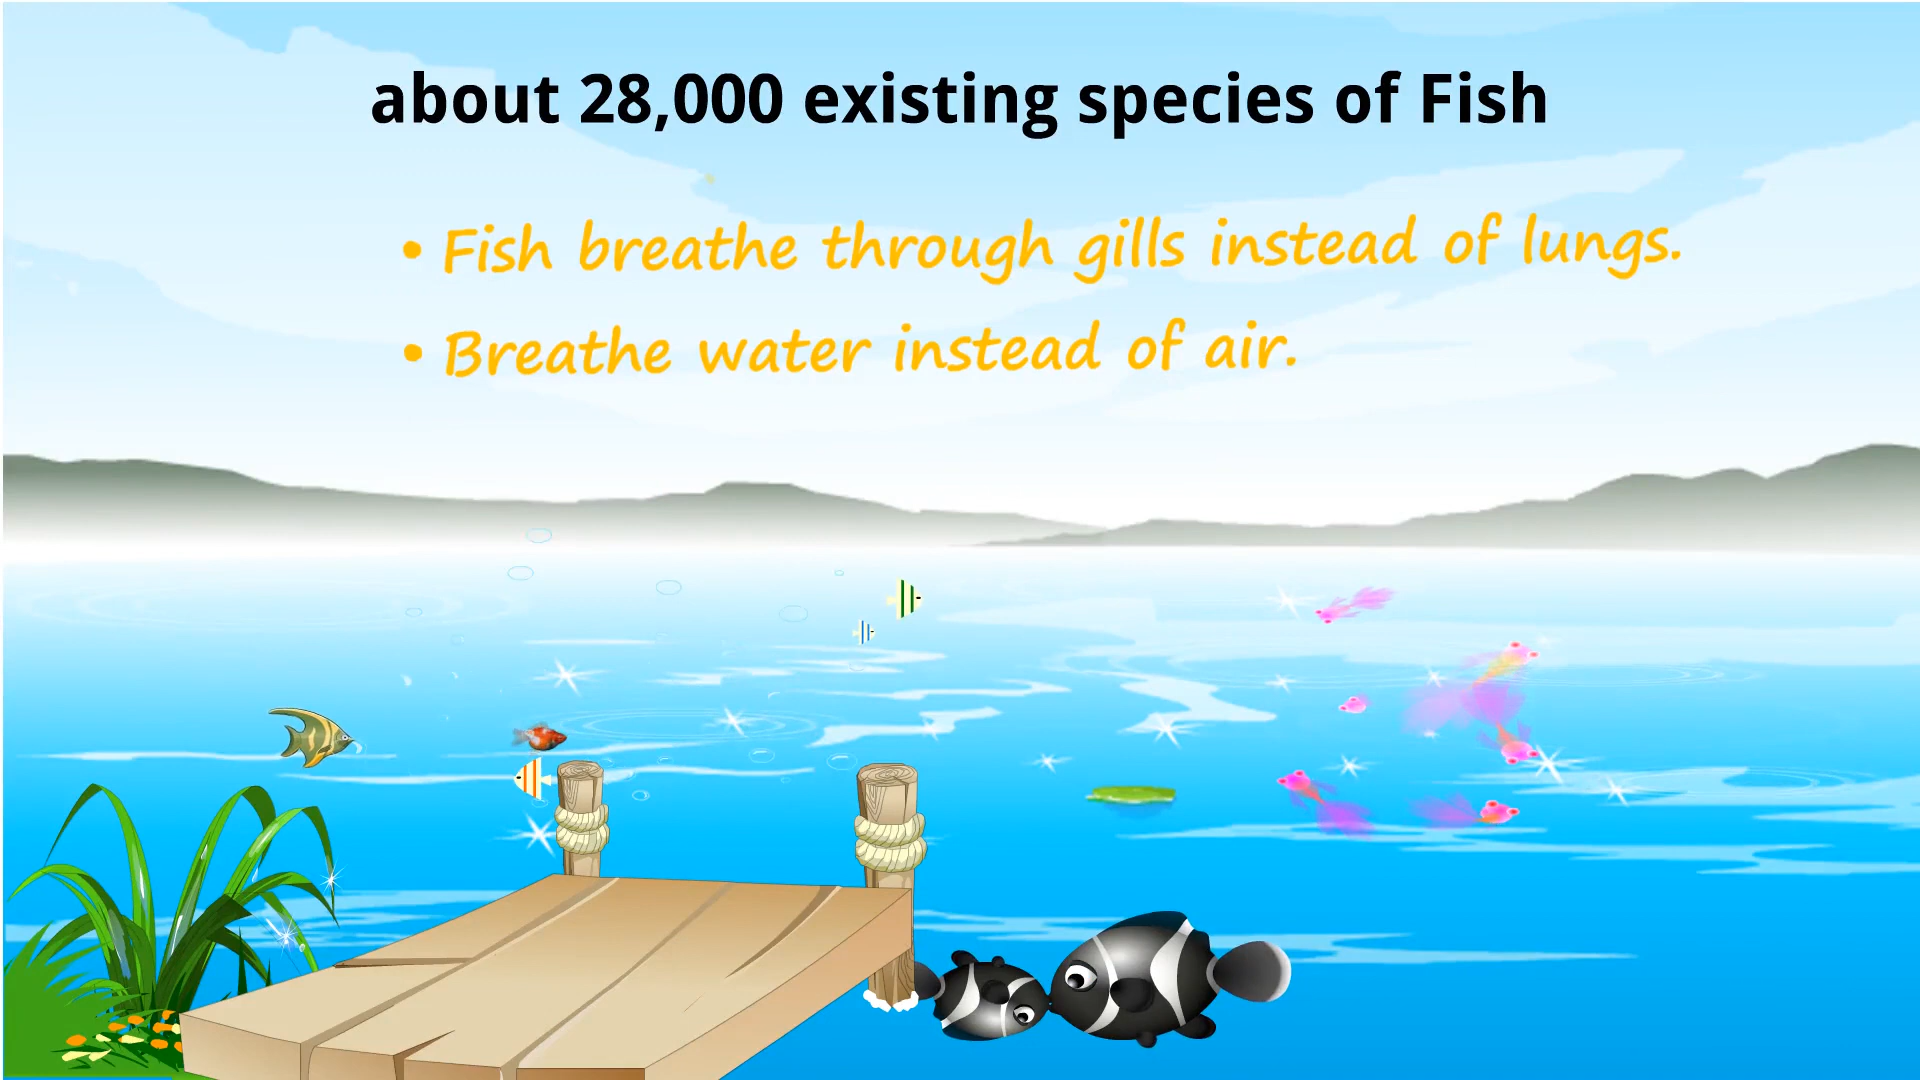 about 28,000 existing species of Fish
• Fish breathe through gills instead of lungs.
• Breathe water instead of air.